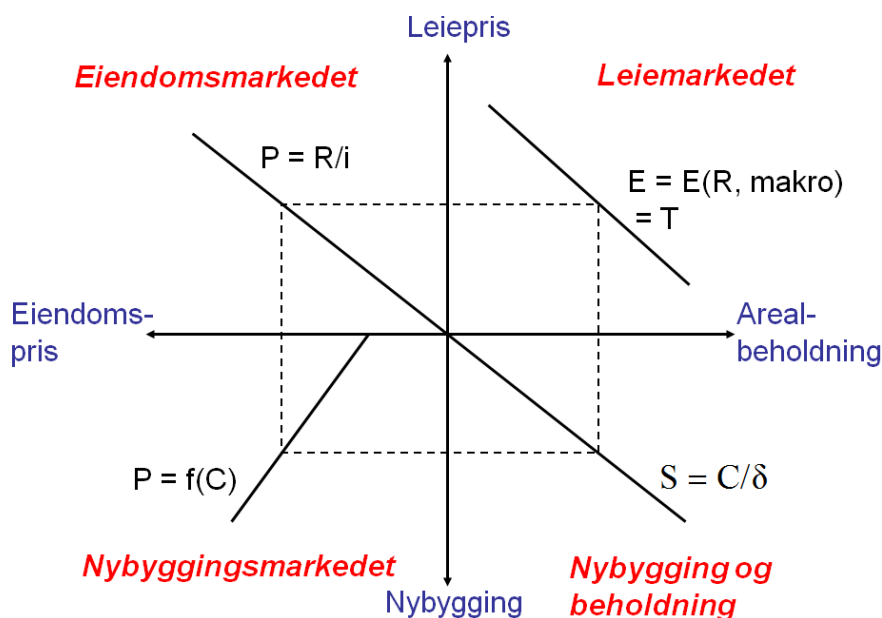 Leiepris
Eiendomsmarkedet
Leiemarkedet
P = R/i
E = E(R, makro)
= T
Eiendoms-
pris
Areal-
beholdning
P = f(C)
S = C/δ
Nybyggingsmarkedet
Nybygging
Nybygging og
beholdning